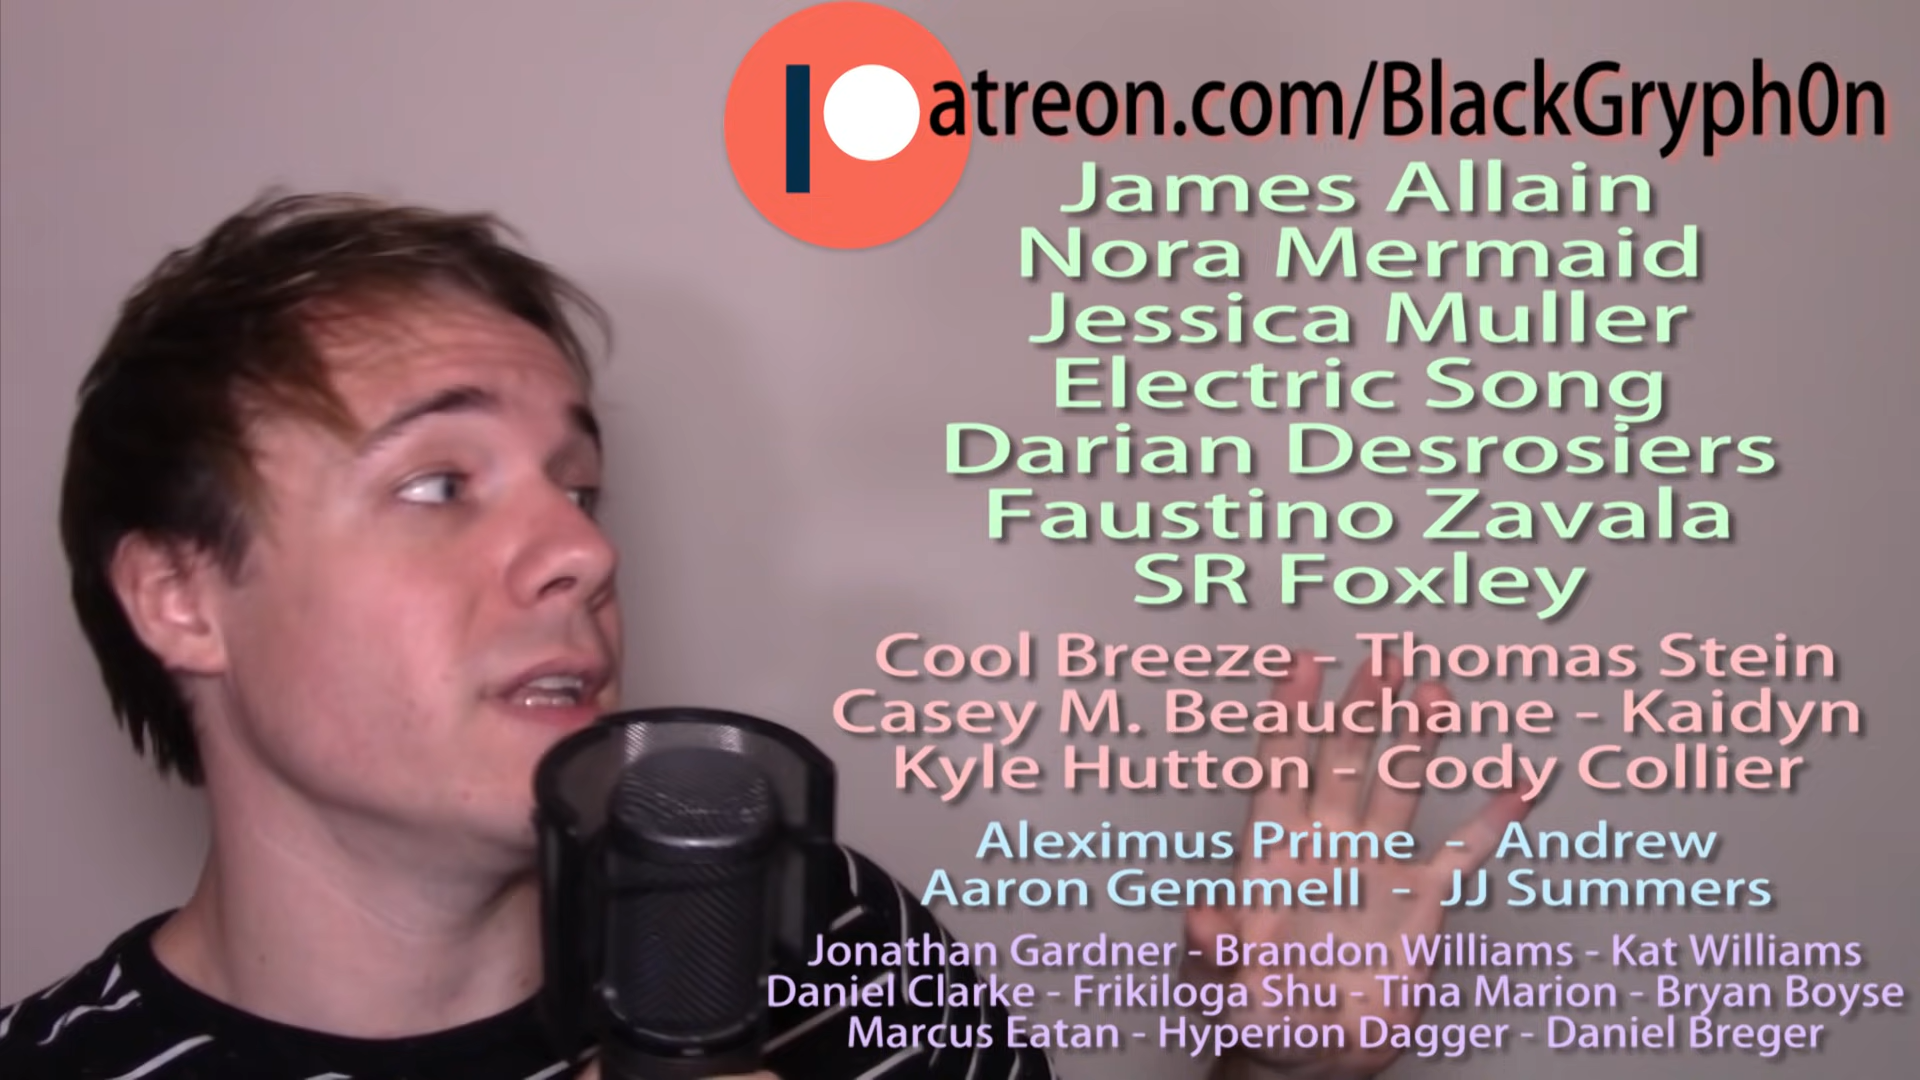 Patreon.com/BlackGryph0n
James Allain
Nora Mermaid
Jessica Muller
Electric Song
Darian Desrosiers
Faustino Zavala
SR Foxley
Cool Breeze - Thomas Stein
Casey M. Beauchane - Kaidyn
Kyle Hutton - Cody Collier
Aleximus Prime - Andrew
Aaron Gemmell - JJ Summers
Jonathan Gardner - Brandon Williams - Kat Williams
Daniel Clarke - Frikiloga Shu - Tina Marion - Bryan Boyse
Marcus Eatan - Hyperion Dagger - Daniel Breger